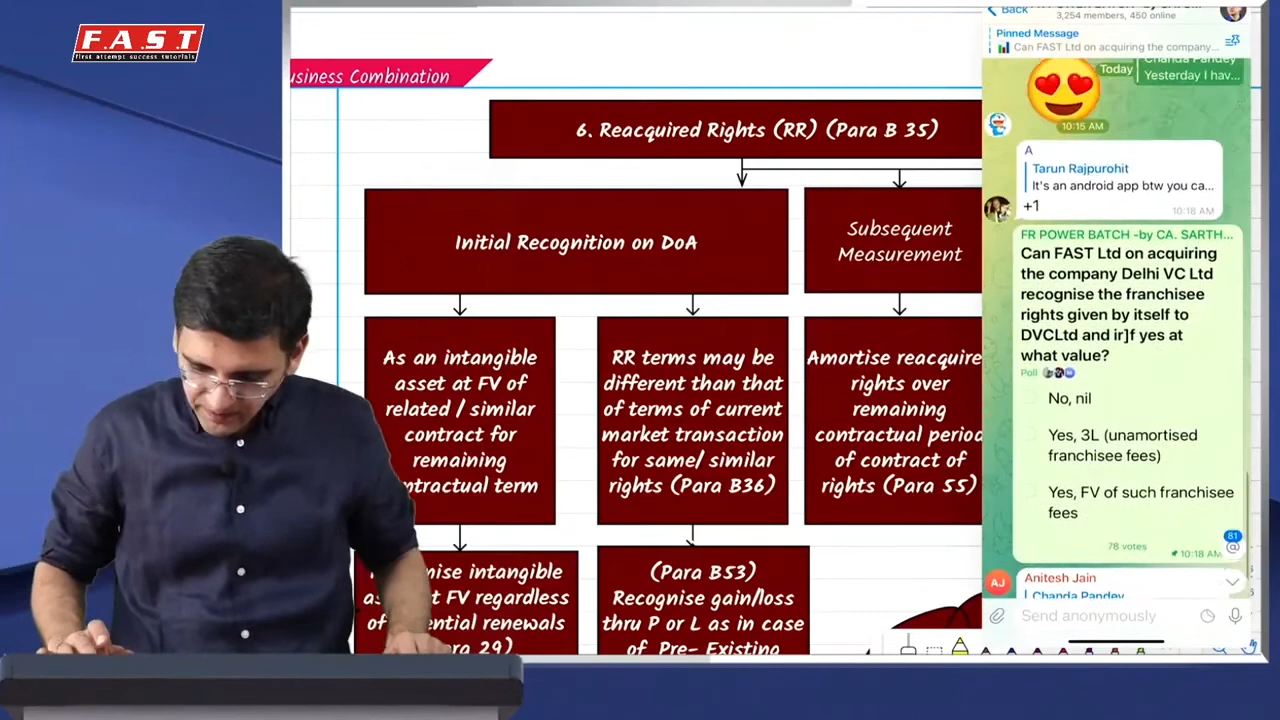 F.A.S.T
first attempt success tutorials
usiness Combination
6. Reacquired Rights (RR) (Para B 35)
Initial Recognition on DoA
Subsequent
Measurement
As an intangible
asset at FV of
related / similar
contract for
remaining
ntractual term
RR terms may be
different than that
of terms of current
market transaction
for same/ similar
rights (Para B36)
Amortise reacquire
rights over
remaining
contractual perio
of contract of
rights (Para 55)
intangible
FV regardless
renewals
29)
(Para B53)
Recognise gain/loss
thru P or L as in case
of Pre- Existing
Back
3,254 members, 450 online
Pinned Message
Can FAST Ltd on acquiring the company...
Today
Chanda Pandey
Yesterday I hav...
10:15 AM
A
Tarun Rajpurohit
It's an android app btw you ca...
+1
10:18 AM
FR POWER BATCH -by CA. SARTH...
Can FAST Ltd on acquiring
the company Delhi VC Ltd
recognise the franchisee
rights given by itself to
DVCLtd and ir]f yes at
what value?
Poll
No, nil
Yes, 3L (unamortised
franchisee fees)
Yes, FV of such franchisee
fees
81
@
78 votes
10:18 AM
AJ
Anitesh Jain
Chanda Pandey
Send anonymously